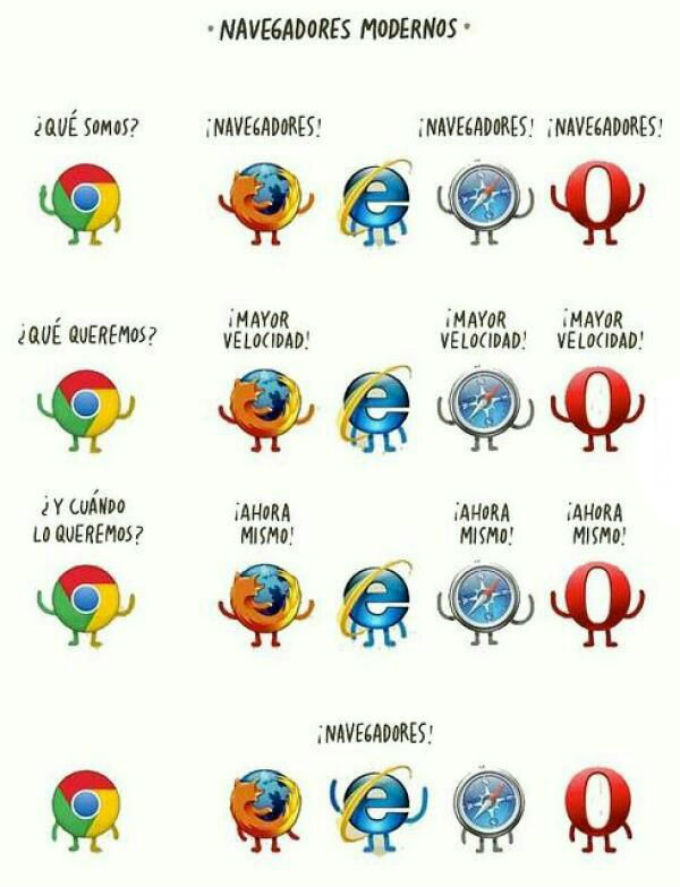 • NAVEGADORES MODERNOS •
¿QUÉ SOMOS?
¡NAVEGADORES!
¡NAVEGADORES!
¡NAVEGADORES!
¿QUÉ QUEREMOS?
¡MAYOR
VELOCIDAD!
¡MAYOR
VELOCIDAD!
¡MAYOR
VELOCIDAD!
¿Y CUÁNDO
LO QUEREMOS?
¡AHORA
MISMO!
¡AHORA
MISMO!
¡AHORA
MISMO!
¡NAVEGADORES!